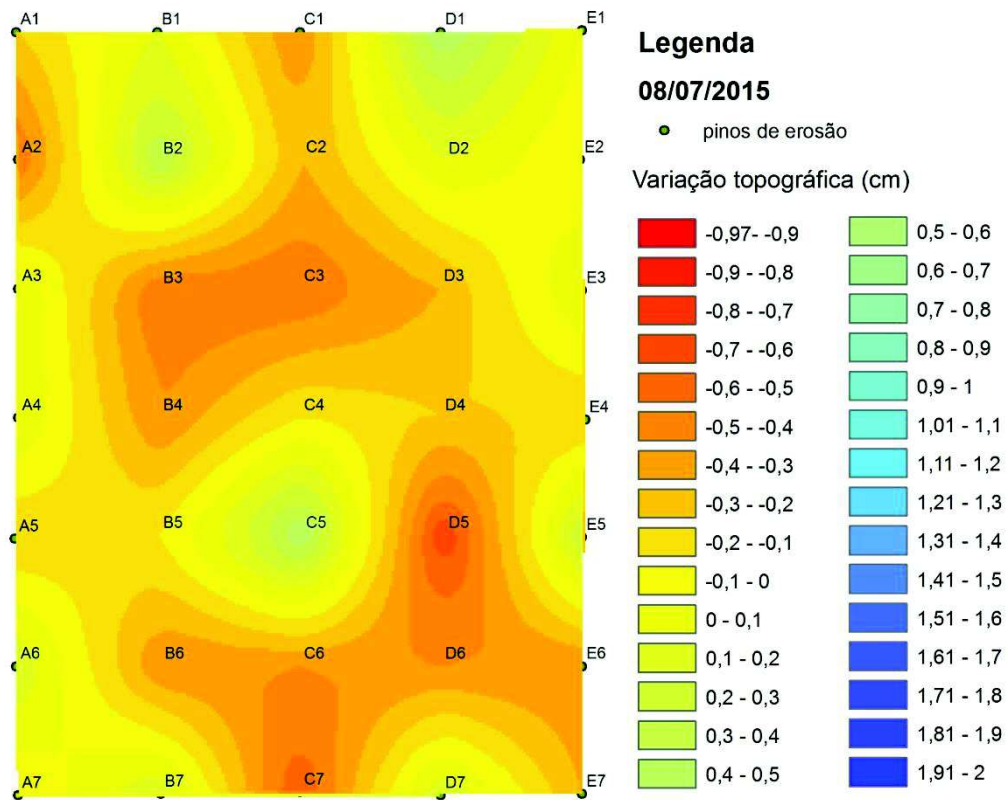 A1 B1 C1 D1 E1
A2 B2 C2 D2 E2
A3 B3 C3 D3 E3
A4 B4 C4 D4 E4
A5 B5 C5 D5 E5
A6 B6 C6 D6 E6
A7 B7 C7 D7 E7
Legenda
08/07/2015
pinos de erosão
Variação topográfica (cm)
-0,97- -0,9
-0,9 - -0,8
-0,8 - -0,7
-0,7 - -0,6
-0,6 - -0,5
-0,5 - -0,4
-0,4 - -0,3
-0,3 - -0,2
-0,2 - -0,1
-0,1 - 0
0 - 0,1
0,1 - 0,2
0,2 - 0,3
0,3 - 0,4
0,4 - 0,5
0,5 - 0,6
0,6 - 0,7
0,7 - 0,8
0,8 - 0,9
0,9 - 1
1,01 - 1,1
1,11 - 1,2
1,21 - 1,3
1,31 - 1,4
1,41 - 1,5
1,51 - 1,6
1,61 - 1,7
1,71 - 1,8
1,81 - 1,9
1,91 - 2